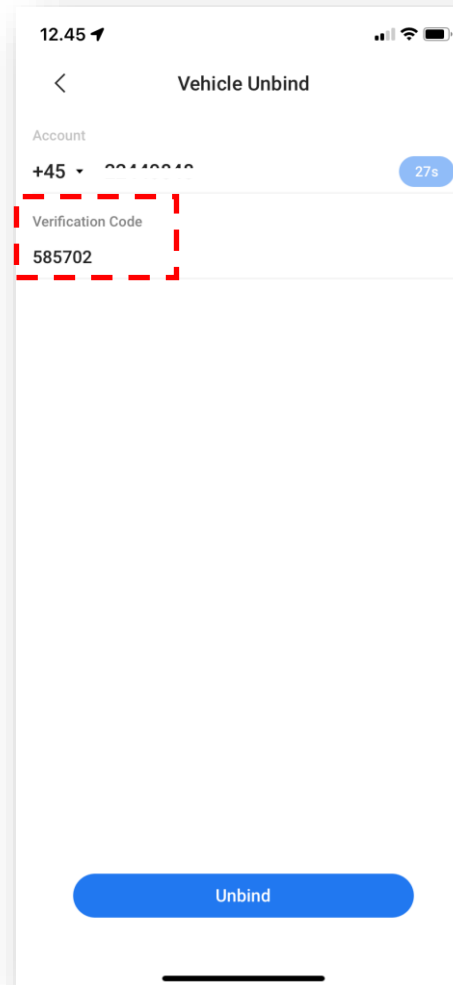 12.45
Vehicle Unbind
Account
+45
27s
Verification Code
585702
Unbind